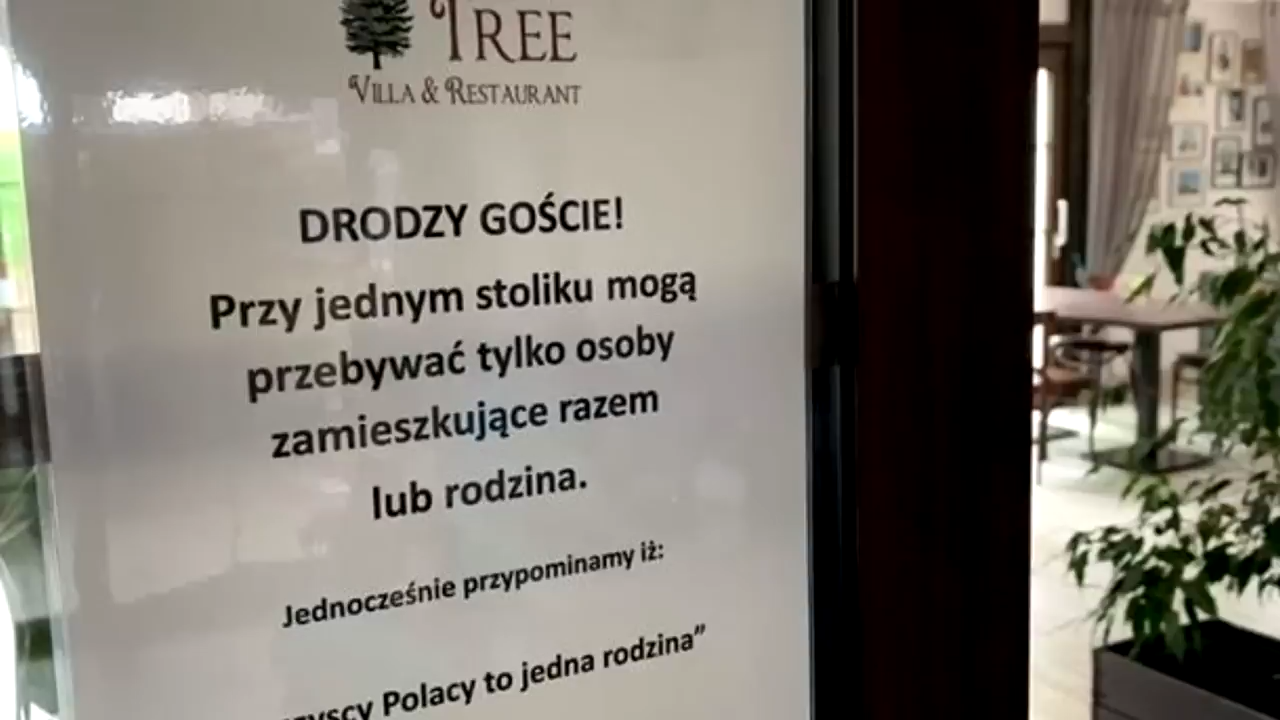 TREE
VILLA & RESTAURANT
DRODZY GOŚCIE!
Przy jednym stoliku mogą
przebywać tylko osoby
zamieszkujące razem
lub rodzina.
Jednocześnie przypominamy iż:
Polacy to jedna rodzina”